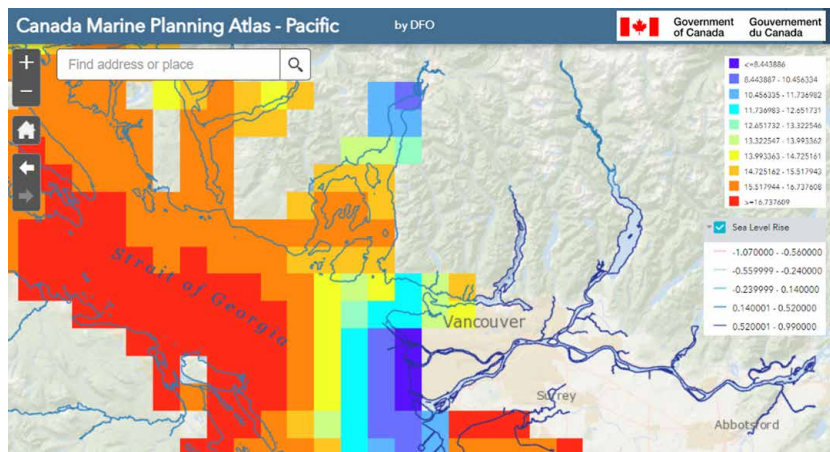 Canada Marine Planning Atlas - Pacific
by DFO
Government of Canada
Gouvernement du Canada
+
Find address or place
−
<=8.443886
8.443887 - 10.456334
10.456335 - 11.736982
11.736983 - 12.651731
12.651732 - 13.322546
13.322547 - 13.993362
13.993363 - 14.725161
14.725162 - 15.517943
15.517944 - 16.737608
>=16.737609
Sea Level Rise
-1.070000 - -0.560000
-0.559999 - -0.240000
-0.239999 - 0.140000
0.140001 - 0.520000
0.520001 - 0.990000
Strait of Georgia
Vancouver
Surrey
Abbotsford